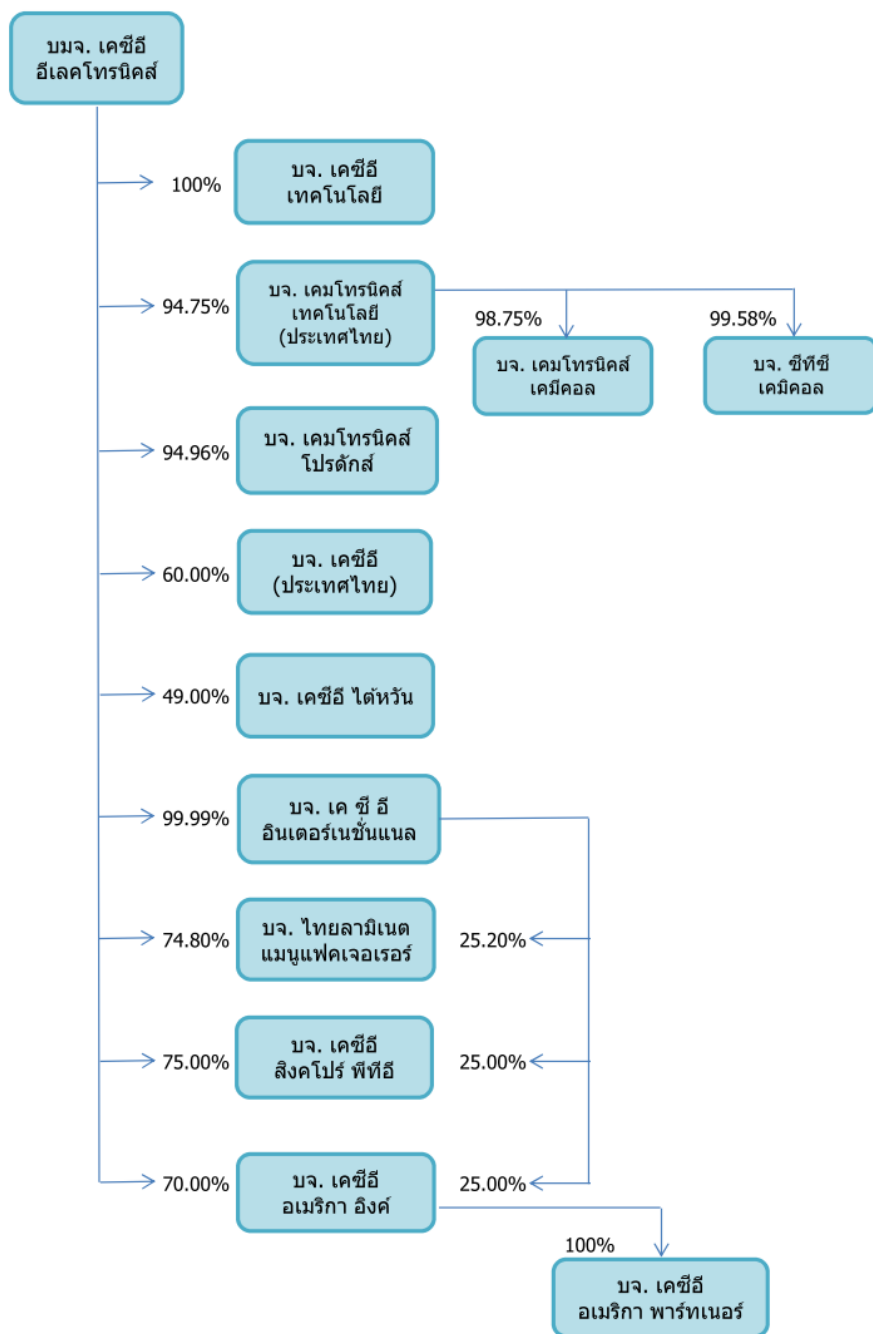 บมจ. เคซีอี
อีเลคโทรนิคส์
100%
บจ. เคซีอี
เทคโนโลยี
94.75%
บจ. เคมโทรนิคส์
เทคโนโลยี
(ประเทศไทย)
98.75%
บจ. เคมโทรนิคส์
เคมีคอล
99.58%
บจ. ซีทีซี
เคมิคอล
94.96%
บจ. เคมโทรนิคส์
โปรดักส์
60.00%
บจ. เคซีอี
(ประเทศไทย)
49.00%
บจ. เคซีอี ไต้หวัน
99.99%
บจ. เค ซี อี
อินเตอร์เนชั่นแนล
74.80%
บจ. ไทยลามิเนต
แมนูแฟคเจอเรอร์
25.20%
75.00%
บจ. เคซีอี
สิงคโปร์ พีทีอี
25.00%
70.00%
บจ. เคซีอี
อเมริกา อิงค์
25.00%
100%
บจ. เคซีอี
อเมริกา พาร์ทเนอร์